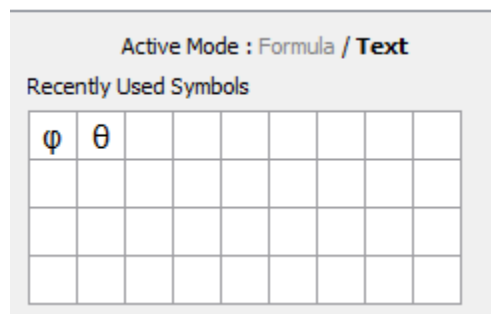 Active Mode : Formula / Text
Recently Used Symbols
φ θ